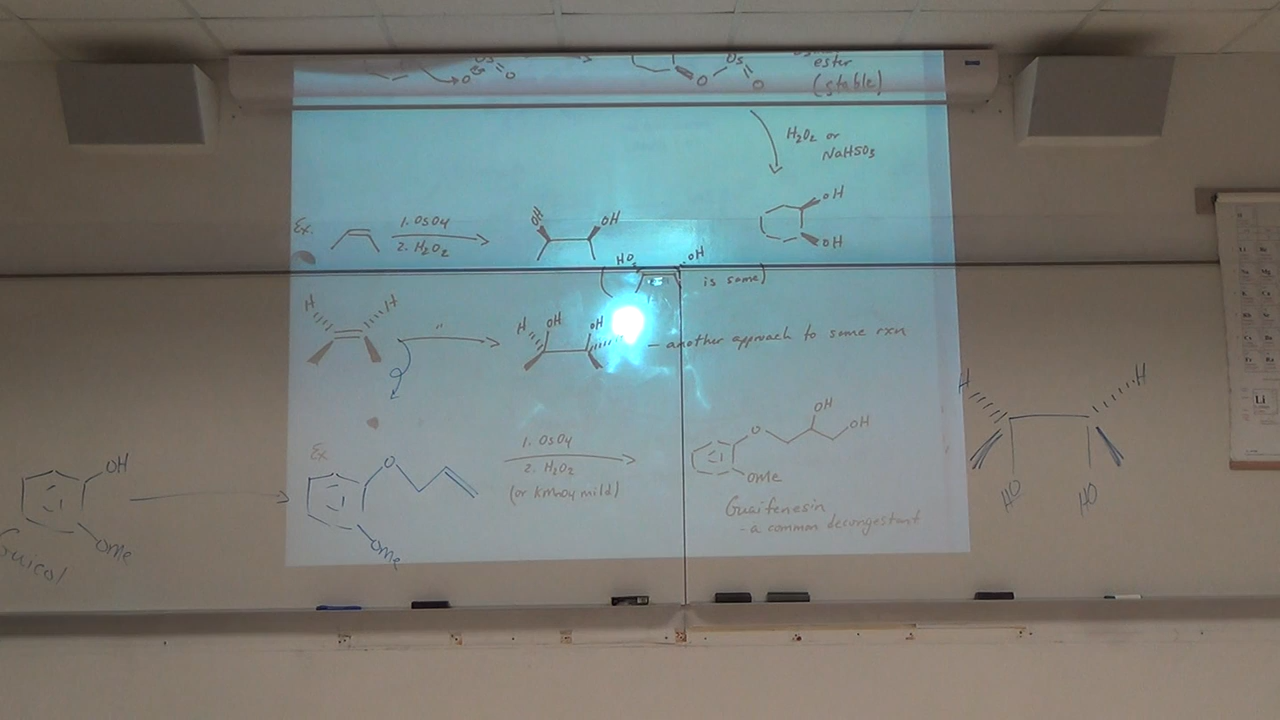 Os
O
O
Os
O
O
ester
(stable)
H2O2 or
NaHSO3
OH
OH
Ex.
1. OsO4
2. H2O2
OH
OH
HO
OH
( is same)
H
H
"
H
OH
OH
— another approach to same rxn
H
H
HO
HO
OH
OMe
Ex
O
OMe
1. OsO4
2. H2O2
(or KMnO4 mild)
O
OH
OH
OMe
Guaifenesin
- a common decongestant
Li